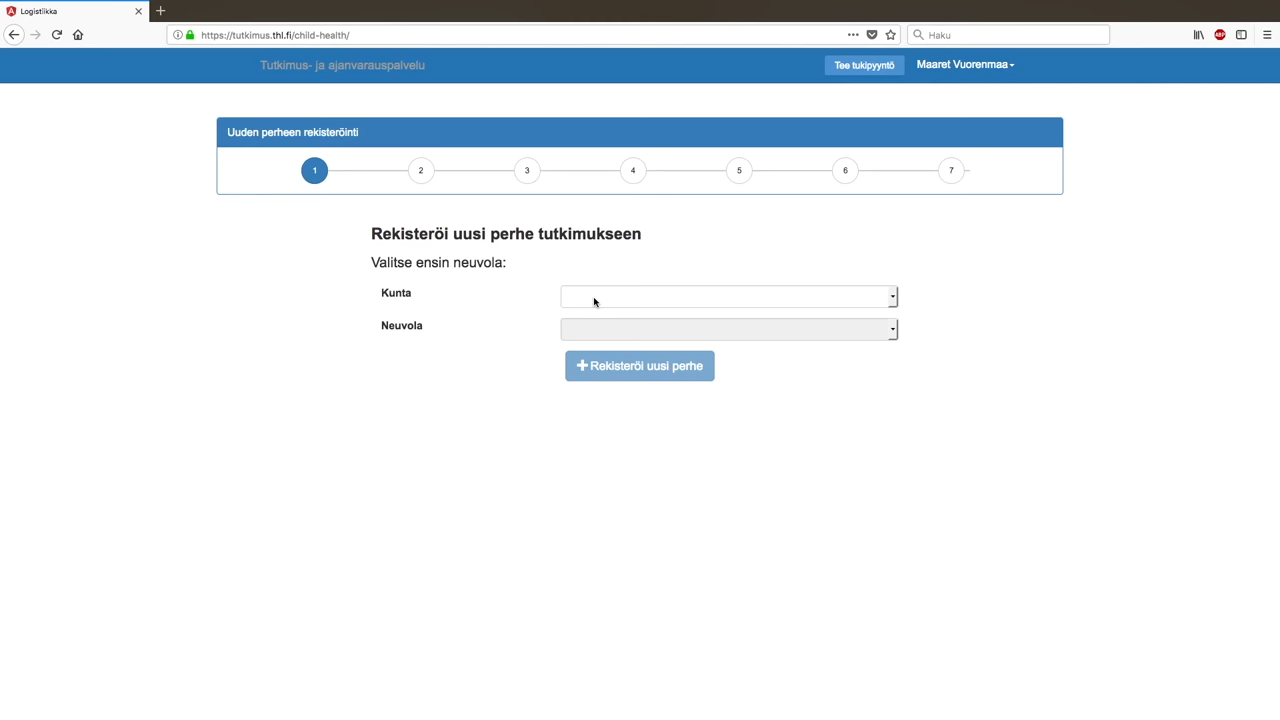 Logistiikka
https://tutkimus.thl.fi/child-health/
Haku
ABP
Tutkimus- ja ajanvarauspalvelu
Tee tukipyyntö
Maaret Vuorenmaa
Uuden perheen rekisteröinti
1 2 3 4 5 6 7
Rekisteröi uusi perhe tutkimukseen
Valitse ensin neuvola:
Kunta
Neuvola
Rekisteröi uusi perhe